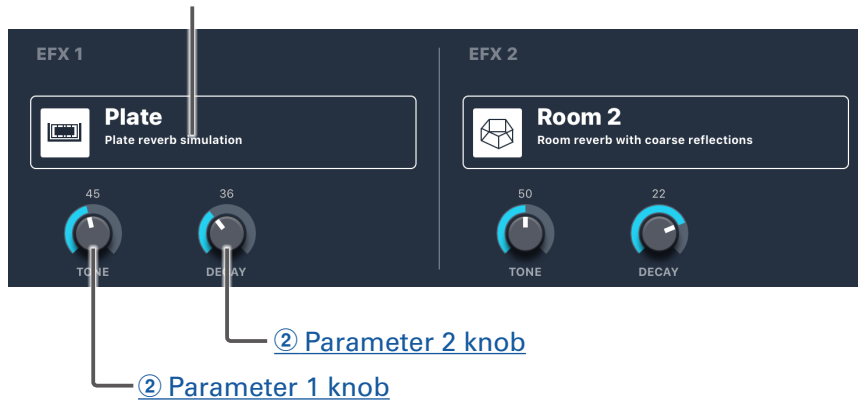 EFX 1
EFX 2
Plate
Plate reverb simulation
Room 2
Room reverb with coarse reflections
45
36
50
22
TONE
DECAY
TONE
DECAY
② Parameter 2 knob
② Parameter 1 knob